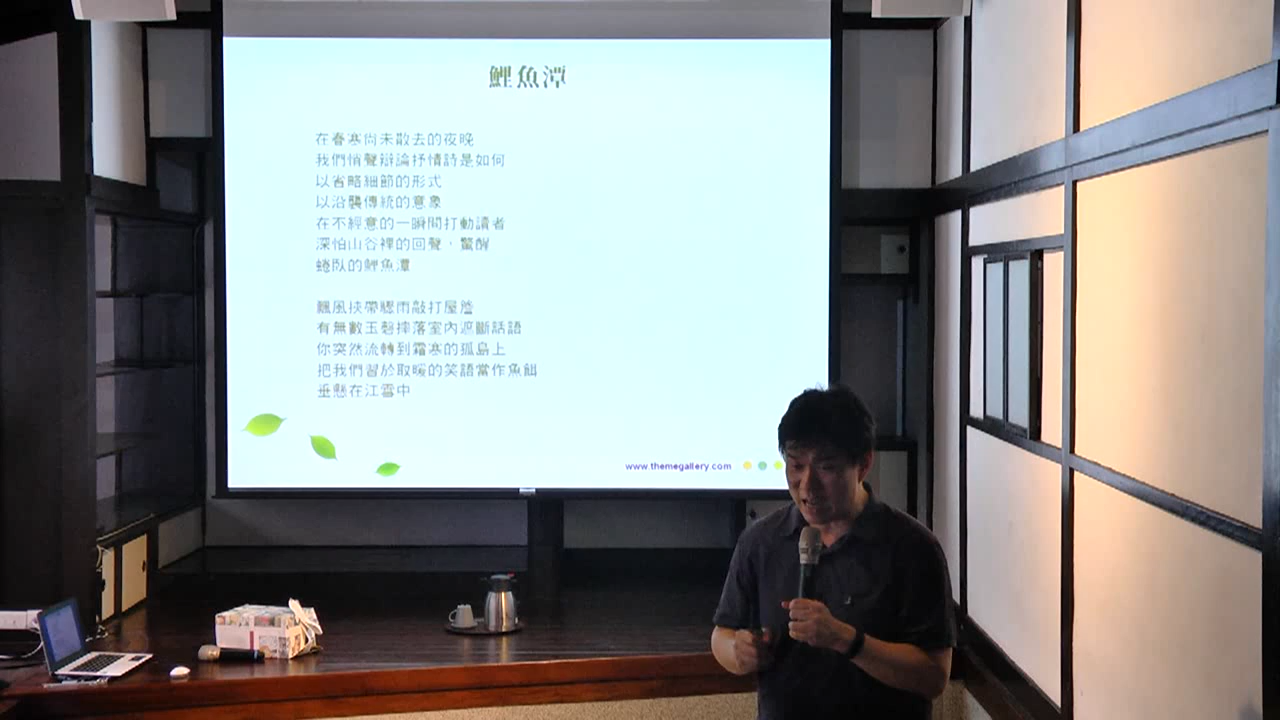 鯉魚潭
在春寒尚未散去的夜晚
我們悄聲辯論抒情詩是如何
以省略細節的形式
以沿襲傳統的意象
在不經意的一瞬間打動讀者
深怕山谷裡的回聲，驚醒
蜷臥的鯉魚潭
飄風挾帶驟雨敲打屋簷
有無數玉磬摔落室內遮斷話語
你突然流轉到霜寒的孤島上
把我們習於取暖的笑語當作魚餌
垂懸在江雪中
www.themegallery.com